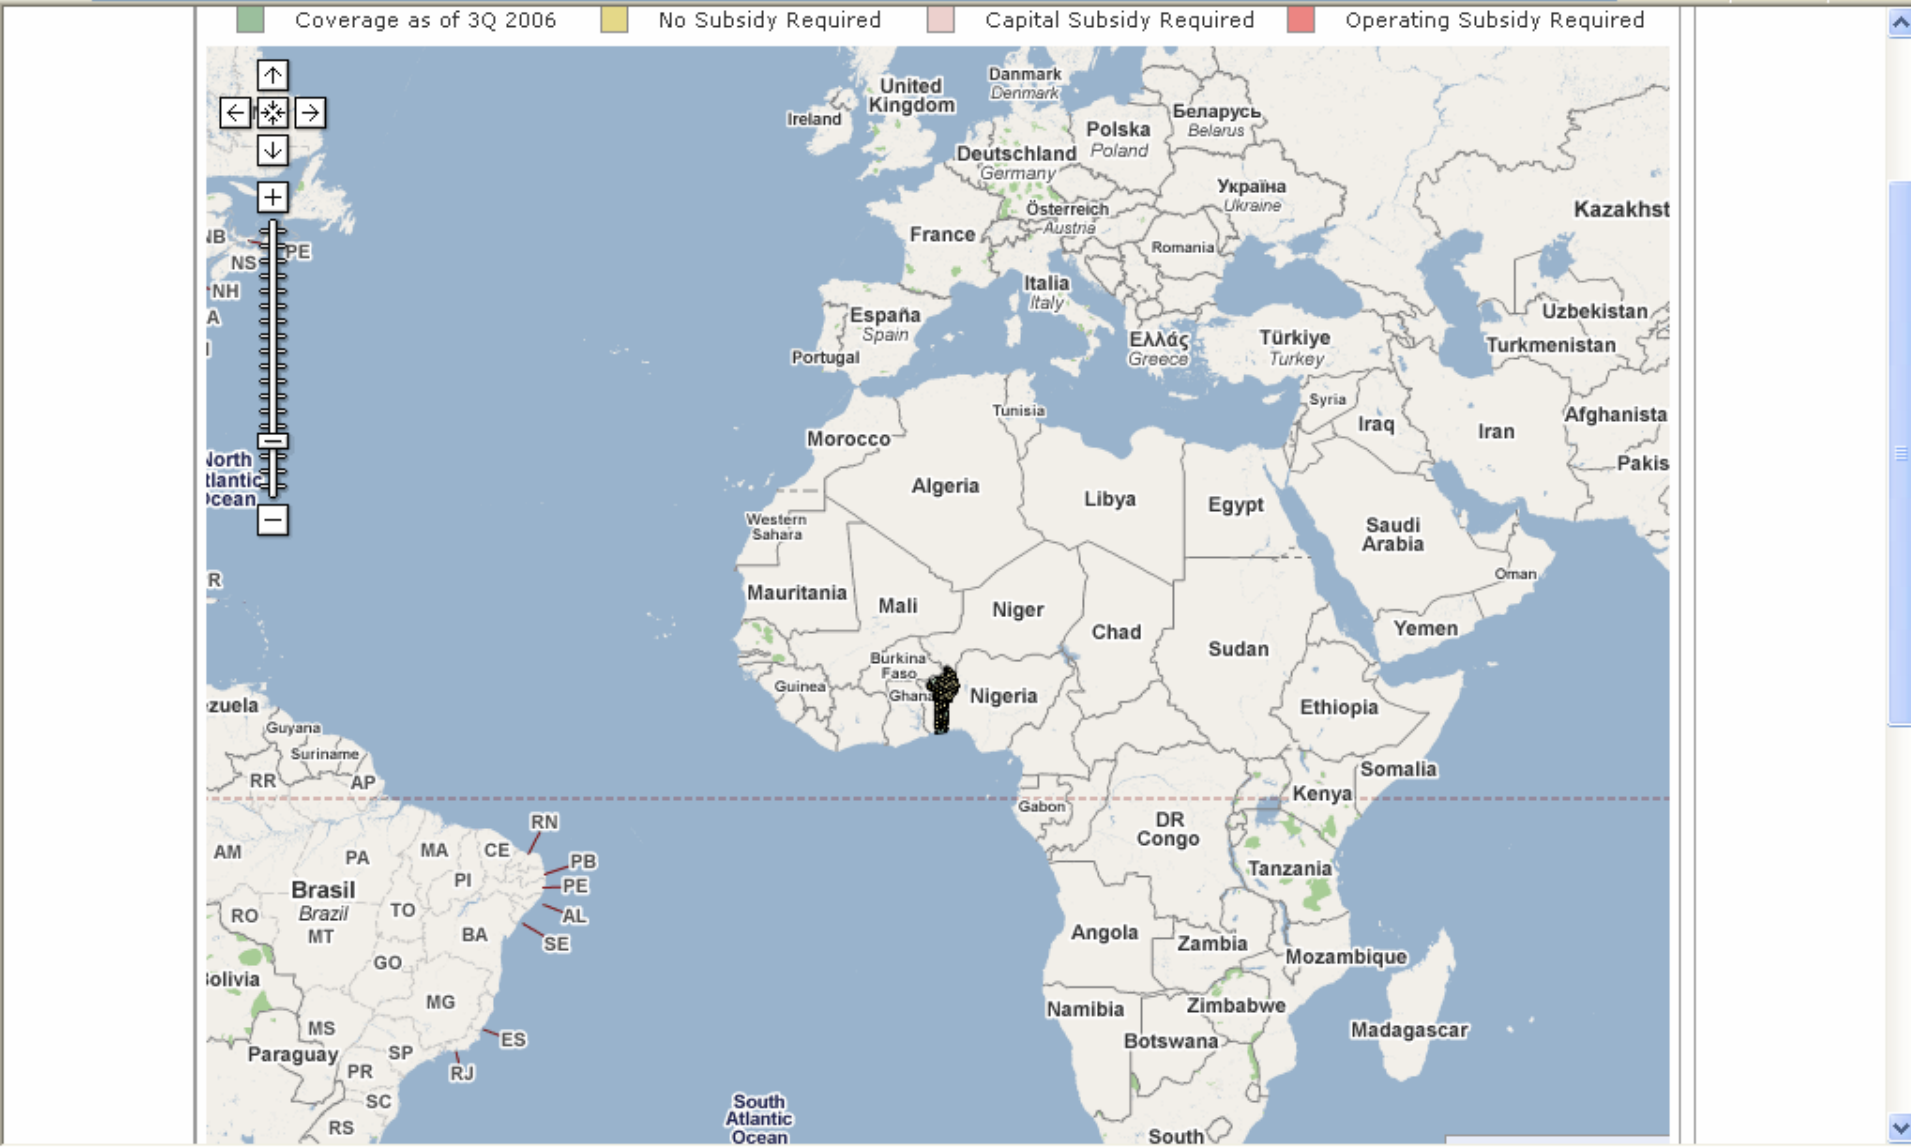 Coverage as of 3Q 2006
No Subsidy Required
Capital Subsidy Required
Operating Subsidy Required
United
Kingdom
Ireland
Danmark
Denmark
Беларусь
Belarus
Polska
Poland
Deutschland
Germany
Україна
Ukraine
Österreich
Austria
Kazakhst
France
Romania
NB
PE
NS
NH
A
Italia
Italy
España
Spain
Portugal
Ελλάς
Greece
Türkiye
Turkey
Uzbekistan
Turkmenistan
Tunisia
Syria
Iraq
Iran
Afghanista
Pakis
Morocco
North
tlantic
Ocean
Algeria
Libya
Egypt
Western
Sahara
Saudi
Arabia
Oman
R
Mauritania
Mali
Niger
Chad
Sudan
Yemen
Burkina
Faso
Guinea
Ghana
Nigeria
Ethiopia
zuela
Guyana
Suriname
RR
AP
Somalia
Kenya
Gabon
DR
Congo
RN
AM
PA
MA
CE
PB
PI
PE
Tanzania
Brasil
Brazil
MT
RO
TO
AL
BA
SE
Angola
Zambia
Mozambique
GO
Bolivia
MG
Namibia
Zimbabwe
MS
ES
Botswana
Madagascar
Paraguay
SP
PR
RJ
SC
RS
South
Atlantic
Ocean
South